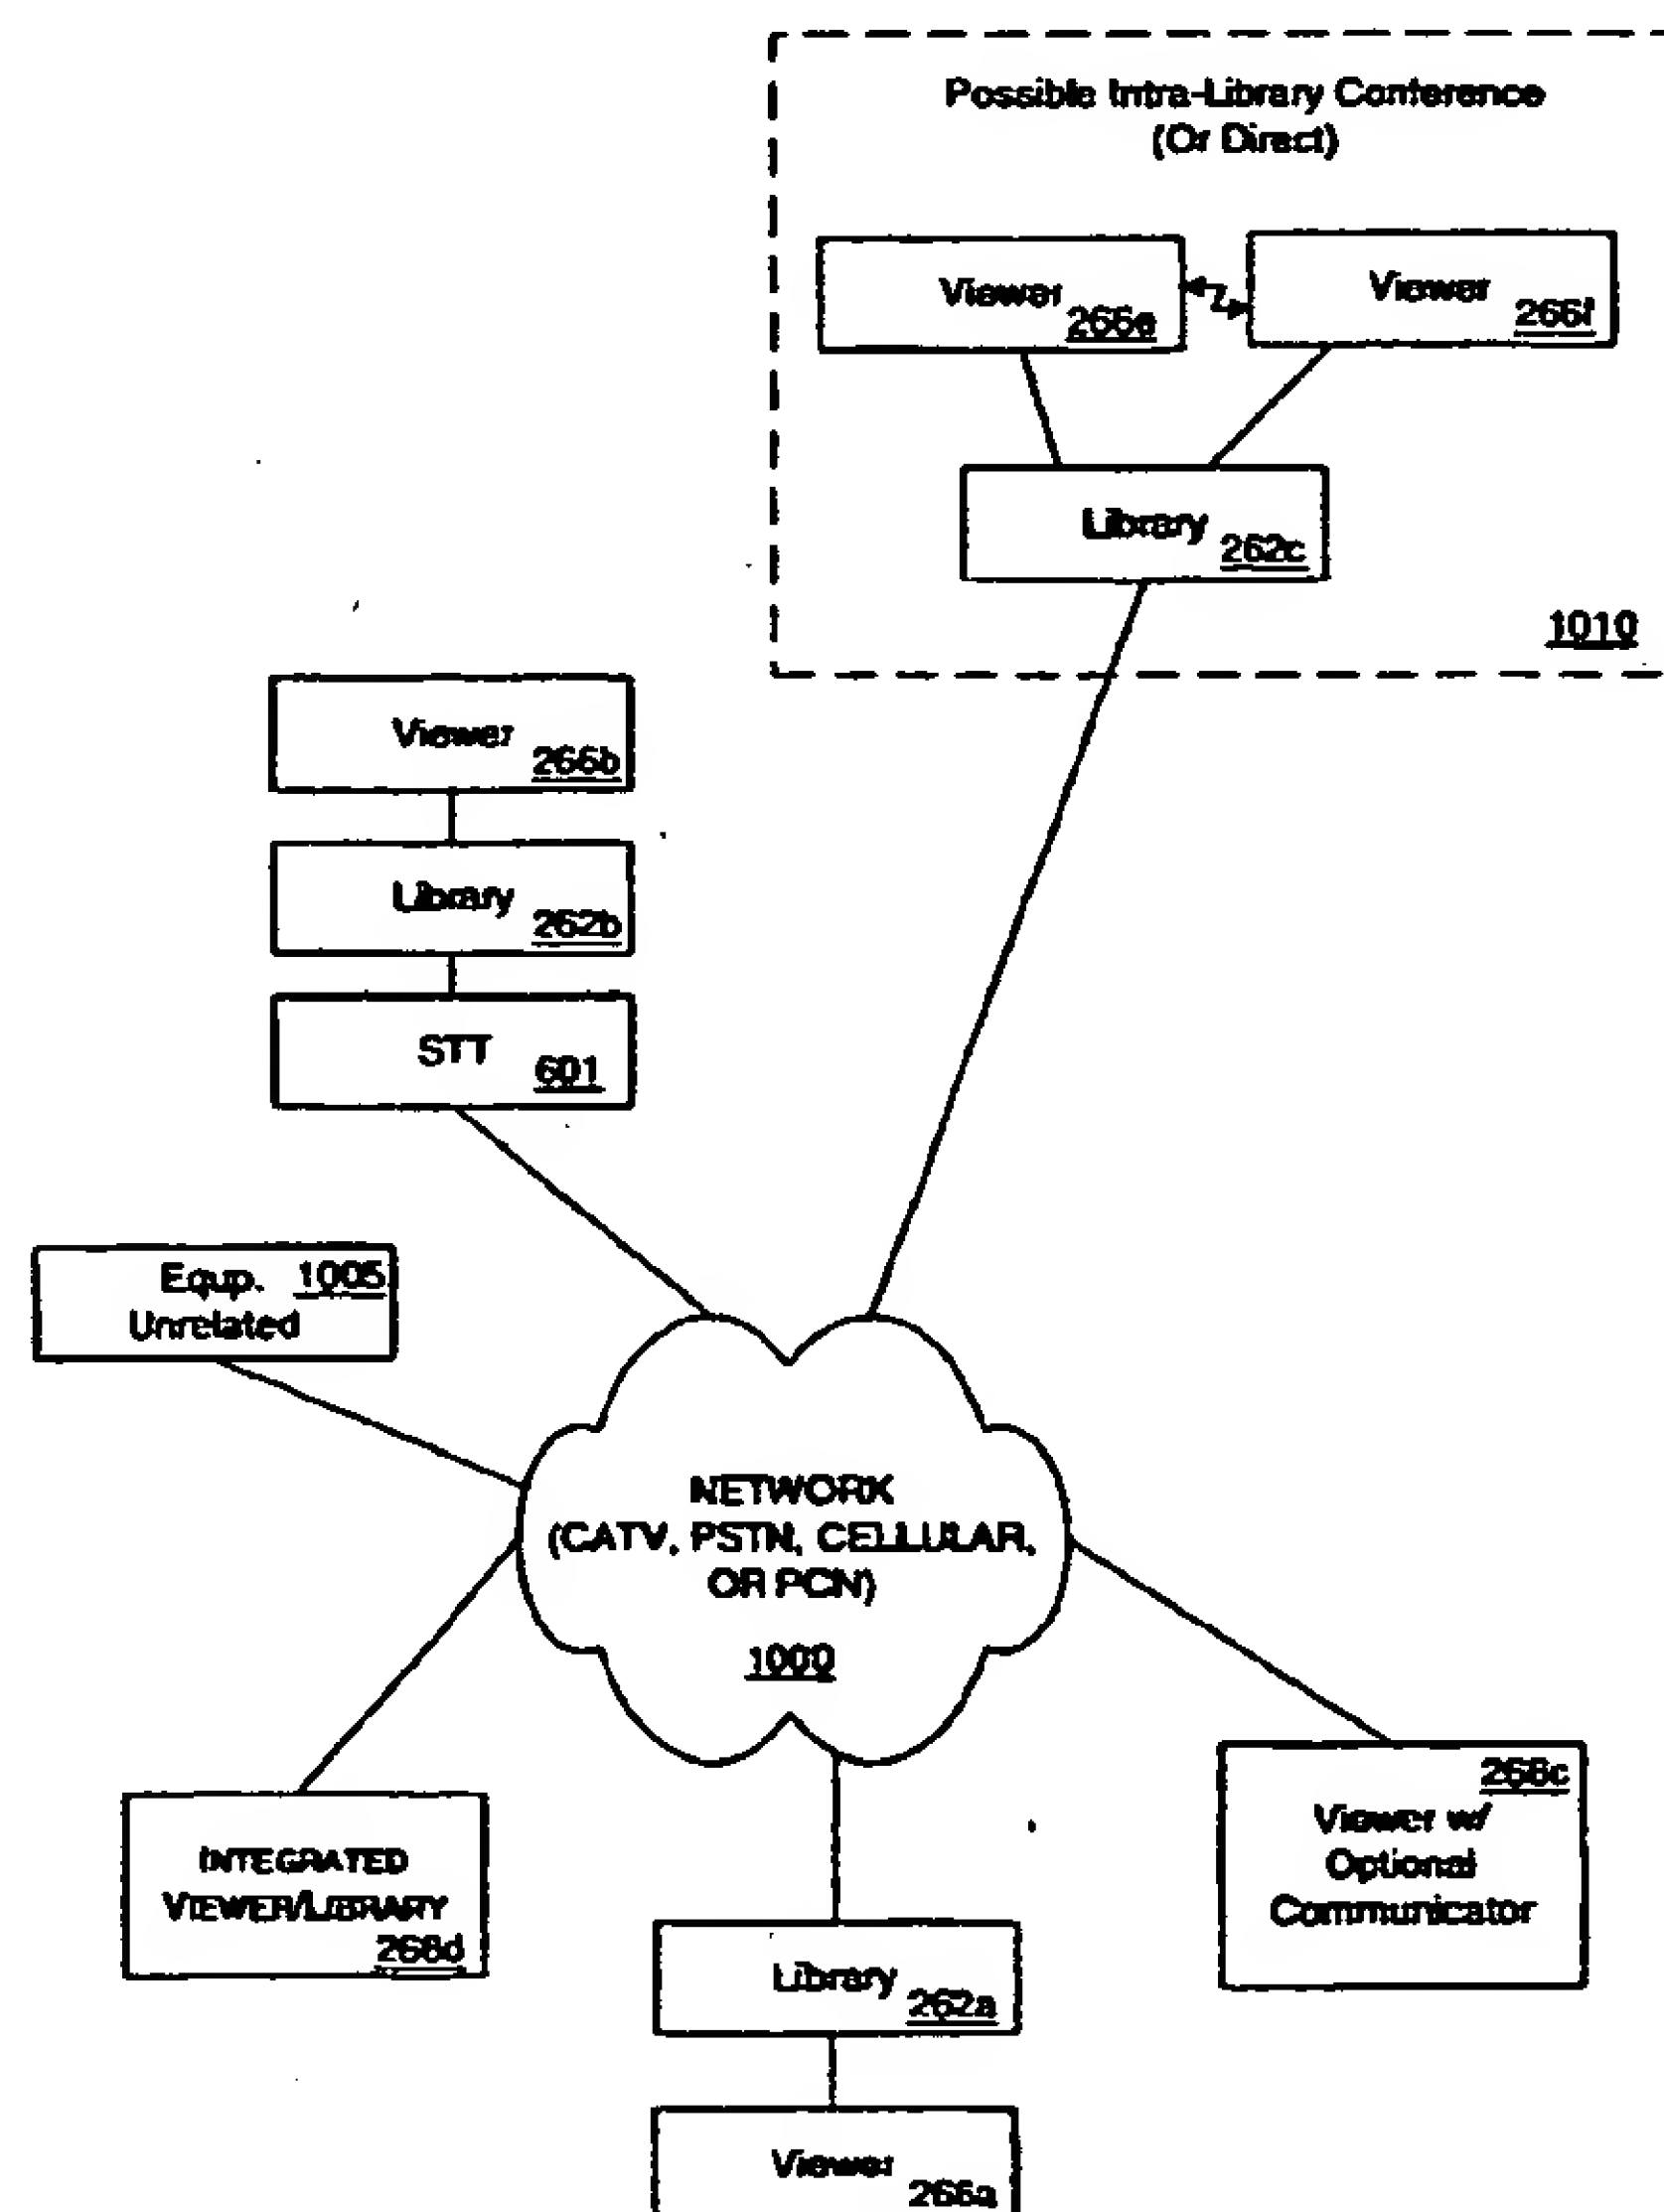 Possible Intra-Library Conference
(Or Direct)
Viewer
266e
Viewer
266f
Library
262c
1010
Viewer
266b
Library
262b
STT
601
Equp. 1005
Unrelated
NETWORK
(CATV, PSTN, CELLULAR,
OR PCN)
1000
INTEGRATED
VIEWER/LIBRARY
266d
266c
Viewer w/
Optional
Communicator
Library
262a
Viewer
266a